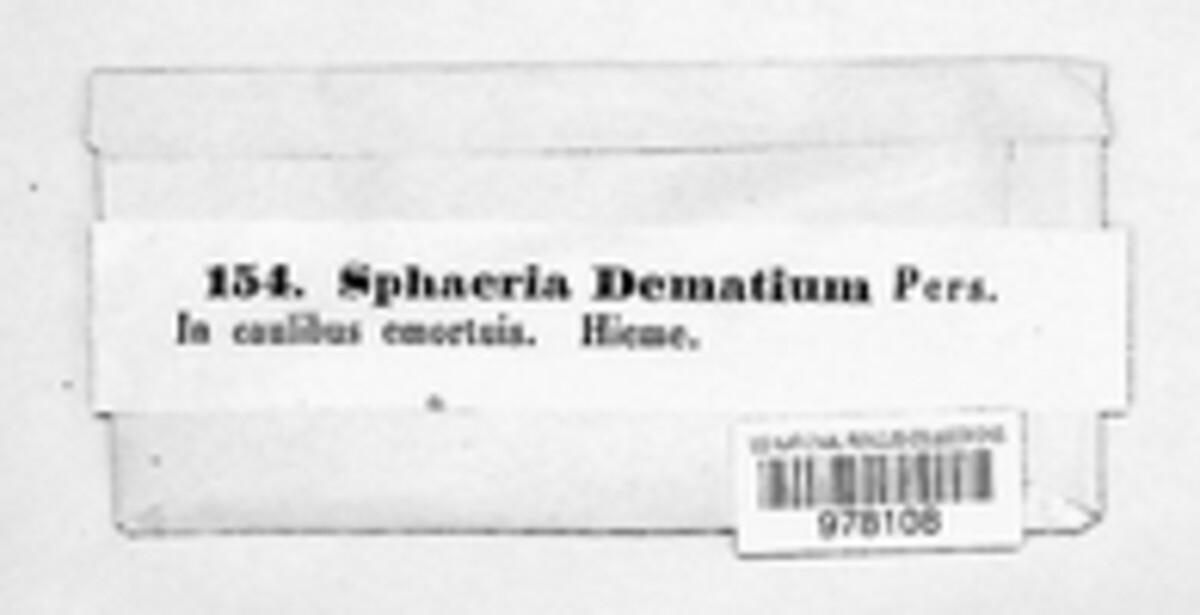 154. Sphaeria Dematium Pers.
In caulibus emortuis. Hieme.
978108